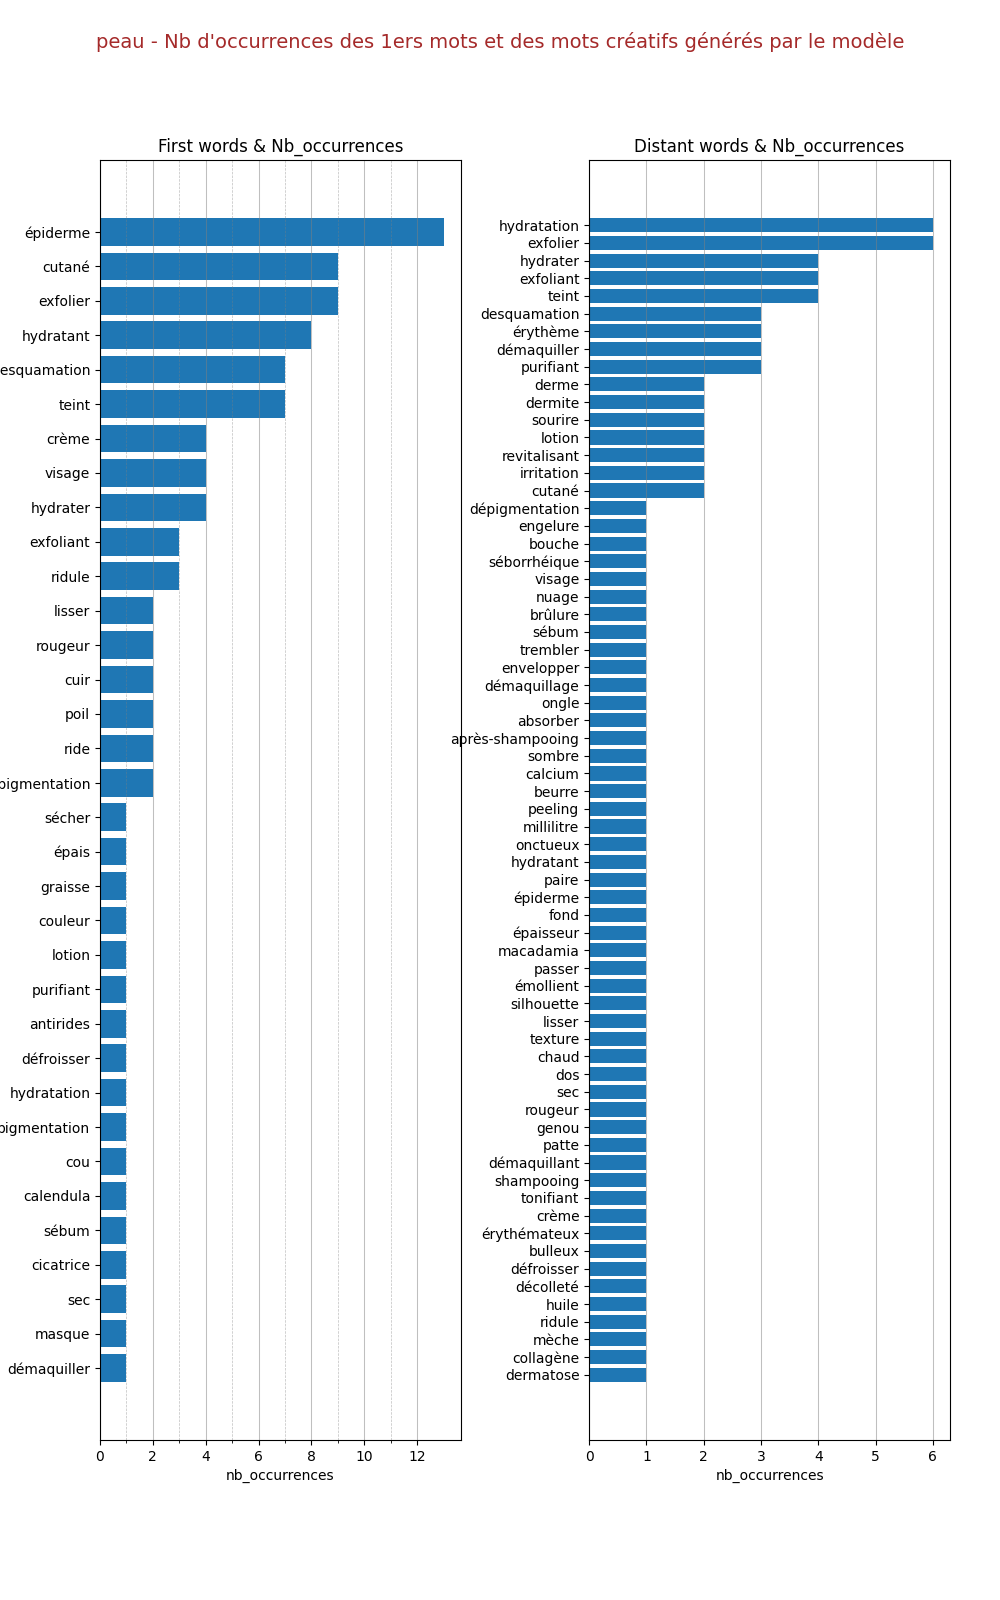 peau - Nb d'occurrences des 1ers mots et des mots créatifs générés par le modèle
First words & Nb_occurrences
épiderme
cutané
exfolier
hydratant
esquamation
teint
crème
visage
hydrater
exfoliant
ridule
lisser
rougeur
cuir
poil
ride
pigmentation
sécher
épais
graisse
couleur
lotion
purifiant
antirides
défroisser
hydratation
pigmentation
cou
calendula
sébum
cicatrice
sec
masque
démaquiller
0 2 4 6 8 10 12
nb_occurrences
Distant words & Nb_occurrences
hydratation
exfolier
hydrater
exfoliant
teint
desquamation
érythème
démaquiller
purifiant
derme
dermite
sourire
lotion
revitalisant
irritation
cutané
dépigmentation
engelure
bouche
séborrhéique
visage
nuage
brûlure
sébum
trembler
envelopper
démaquillage
ongle
absorber
après-shampooing
sombre
calcium
beurre
peeling
millilitre
onctueux
hydratant
paire
épiderme
fond
épaisseur
macadamia
passer
émollient
silhouette
lisser
texture
chaud
dos
sec
rougeur
genou
patte
démaquillant
shampooing
tonifiant
crème
érythémateux
bulleux
défroisser
décolleté
huile
ridule
mèche
collagène
dermatose
0 1 2 3 4 5 6
nb_occurrences